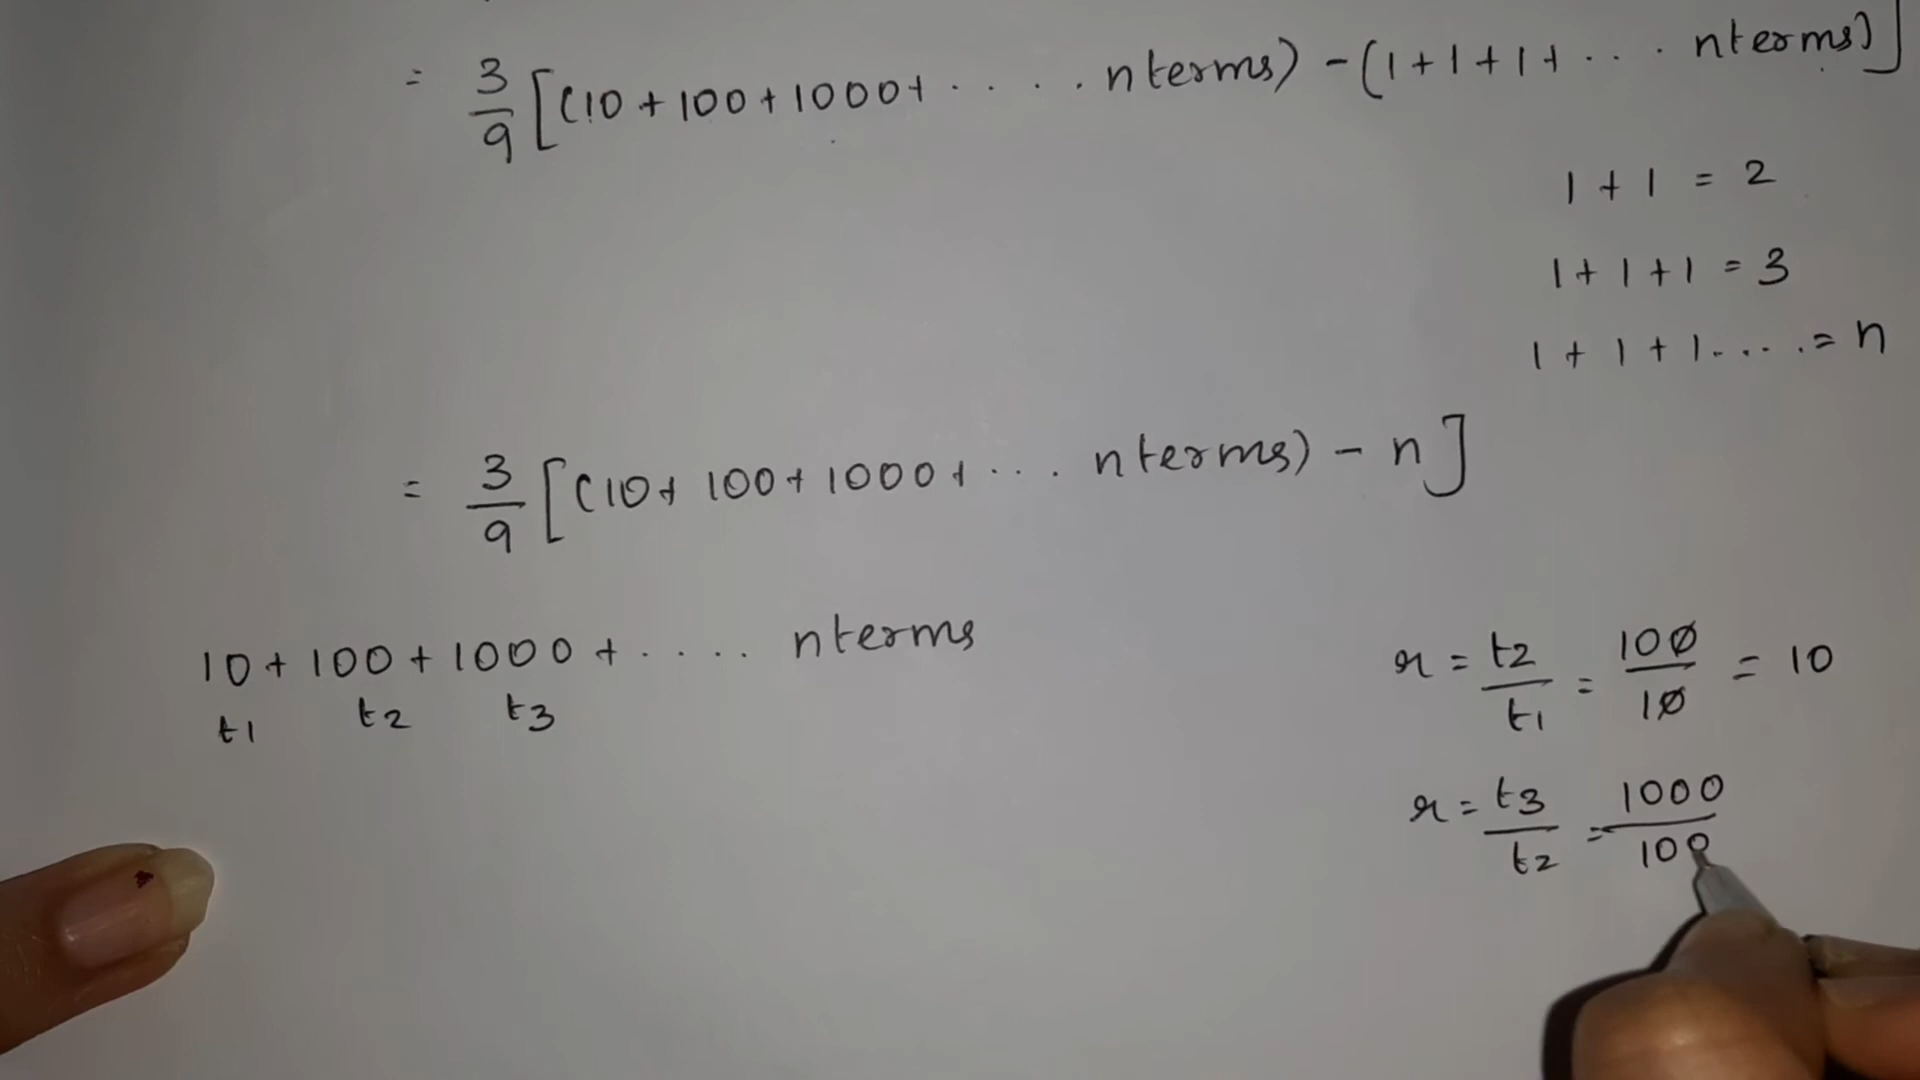 = 3/9 [(10 + 100 + 1000 + ..... n terms) - (1 + 1 + 1 + .... n terms)]
1 + 1 = 2
1 + 1 + 1 = 3
1 + 1 + 1 ..... = n
= 3/9 [(10 + 100 + 1000 + .... n terms) - n]
10 + 100 + 1000 + .... n terms
t1 t2 t3
r = t2/t1 = 100/10 = 10
r = t3/t2 = 1000/100